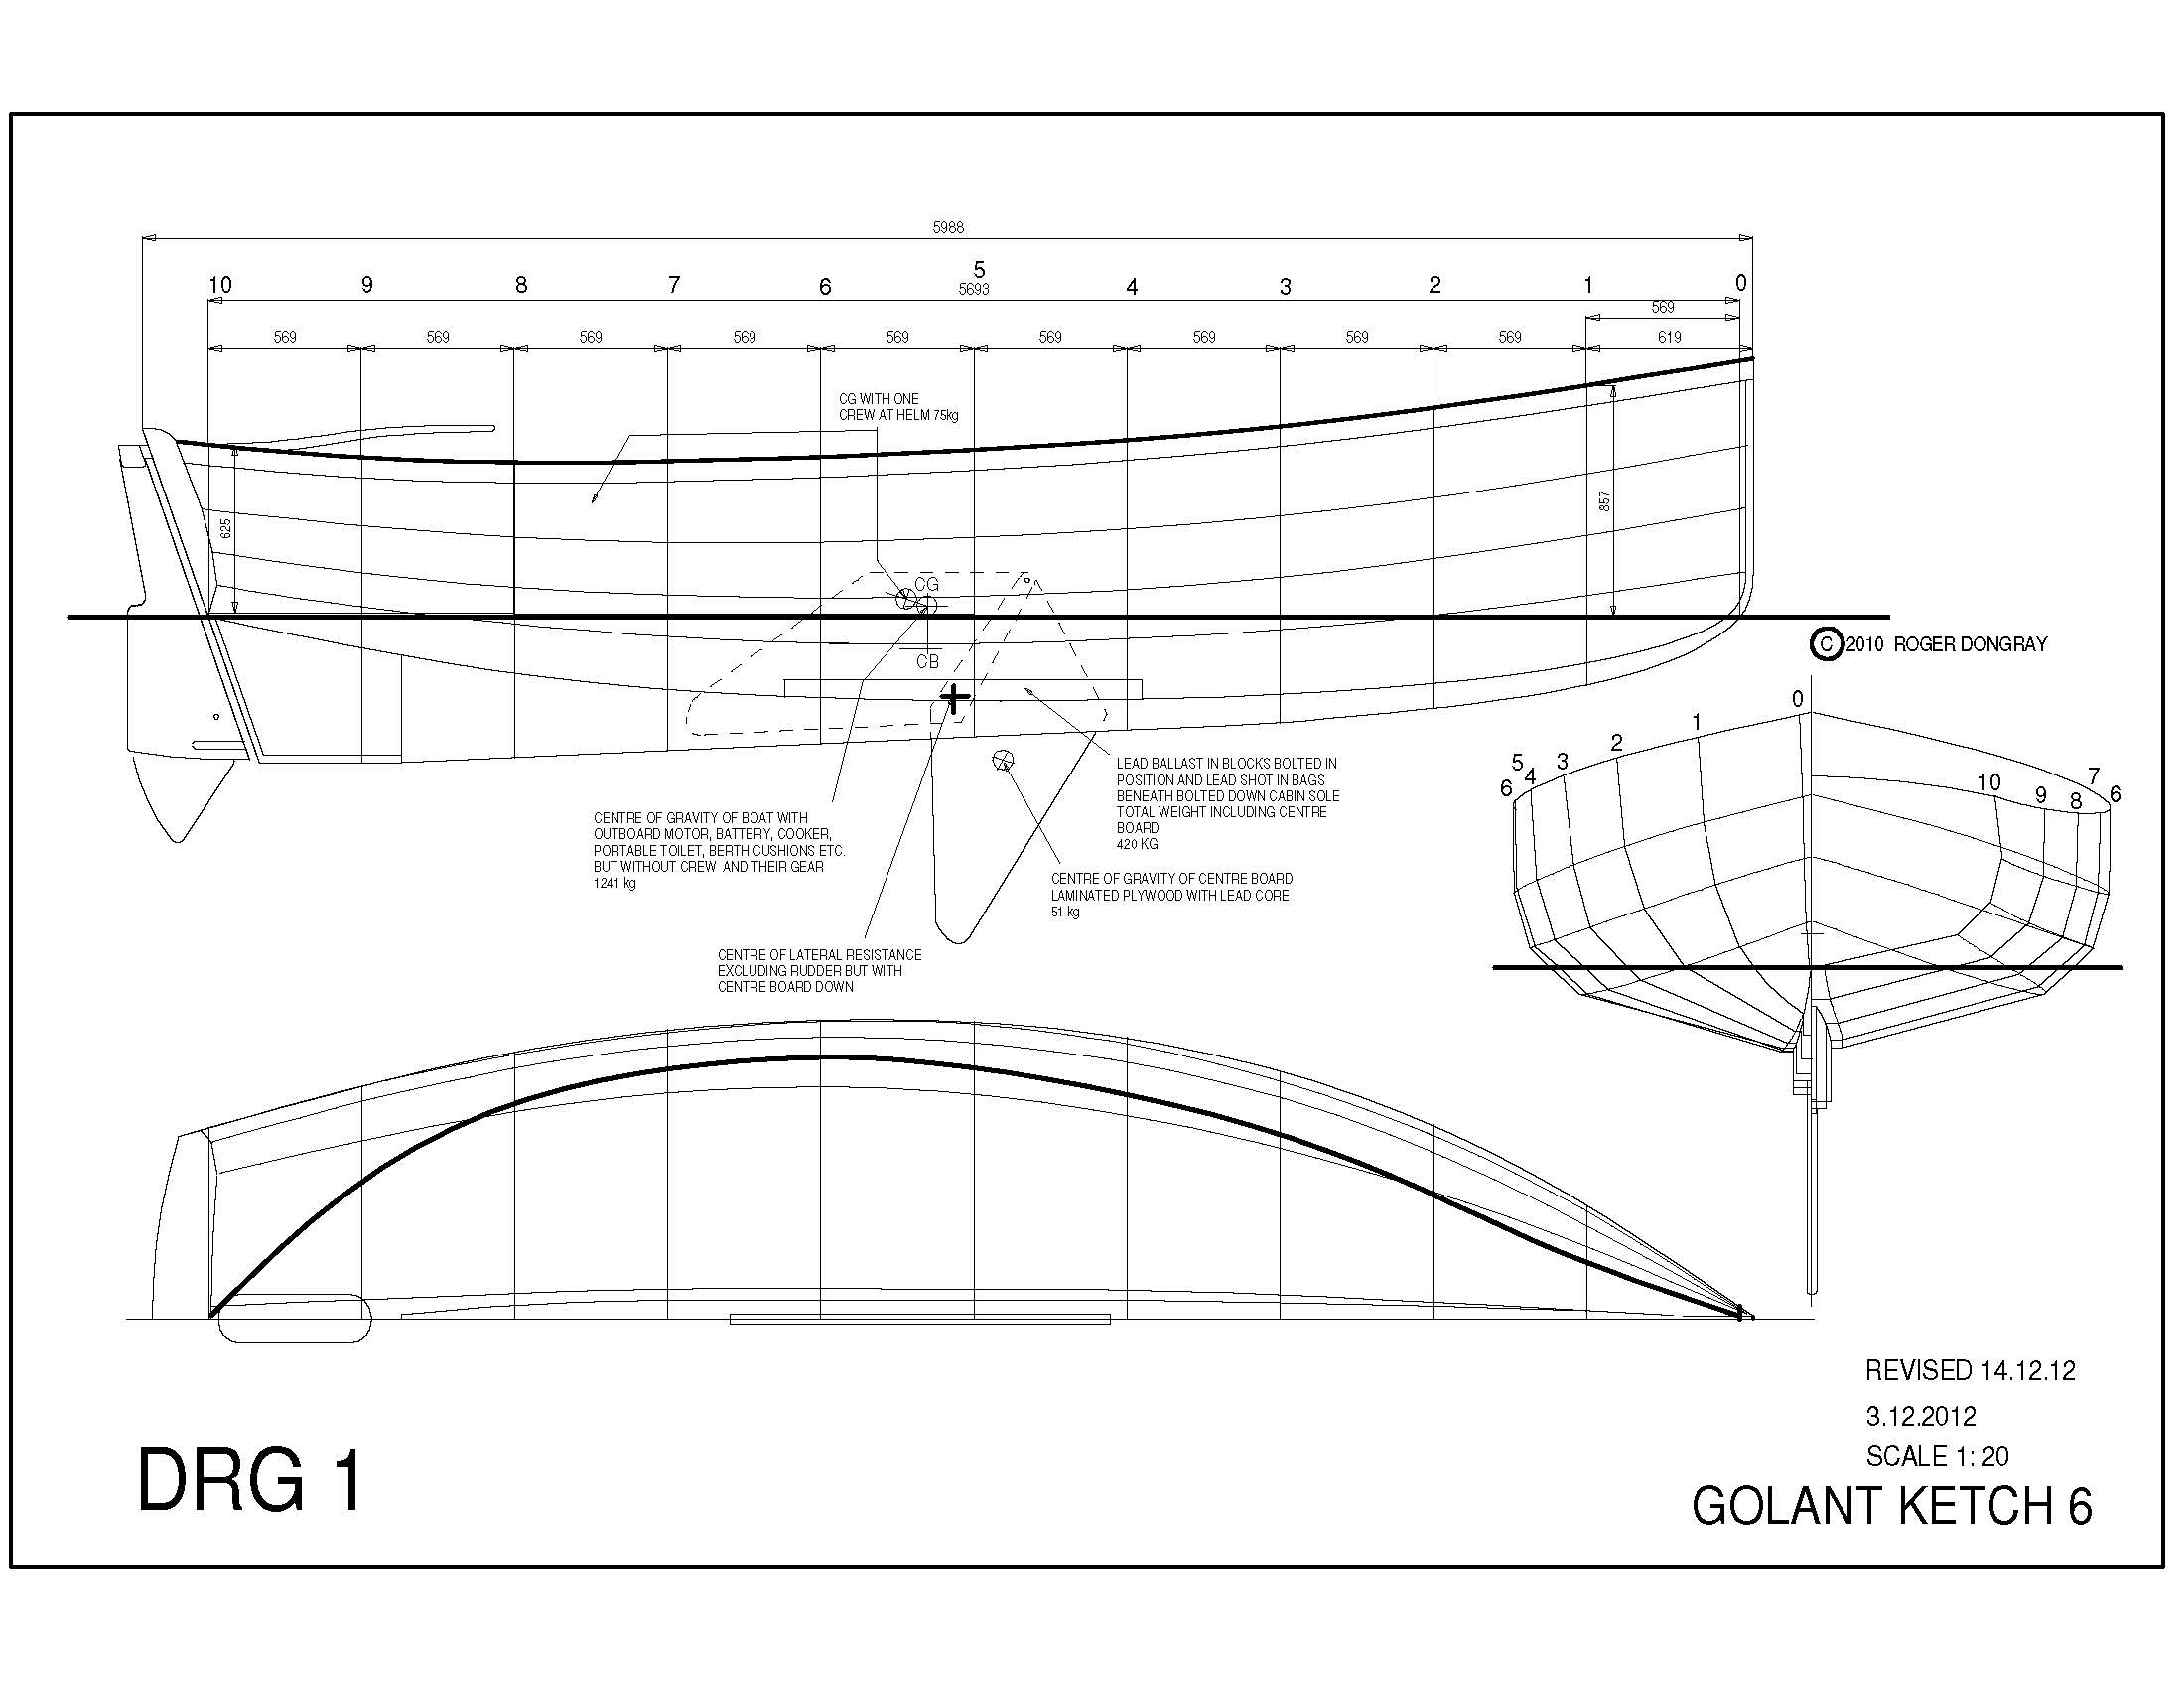 5988
10 9 8 7 6 5 4 3 2 1 0
5693
569
569 569 569 569 569 569 569 569 569 619
CG WITH ONE
CREW AT HELM 75kg
625
857
CG
CB
© 2010 ROGER DONGRAY
LEAD BALLAST IN BLOCKS BOLTED IN
POSITION AND LEAD SHOT IN BAGS
BENEATH BOLTED DOWN CABIN SOLE
TOTAL WEIGHT INCLUDING CENTRE
BOARD
420 KG
CENTRE OF GRAVITY OF BOAT WITH
OUTBOARD MOTOR, BATTERY, COOKER,
PORTABLE TOILET, BERTH CUSHIONS ETC.
BUT WITHOUT CREW AND THEIR GEAR
1241 kg
CENTRE OF GRAVITY OF CENTRE BOARD
LAMINATED PLYWOOD WITH LEAD CORE
51 kg
CENTRE OF LATERAL RESISTANCE
EXCLUDING RUDDER BUT WITH
CENTRE BOARD DOWN
0
1
2
5 3
4
6
7
10
9 8 6
REVISED 14.12.12
3.12.2012
SCALE 1: 20
GOLANT KETCH 6
DRG 1